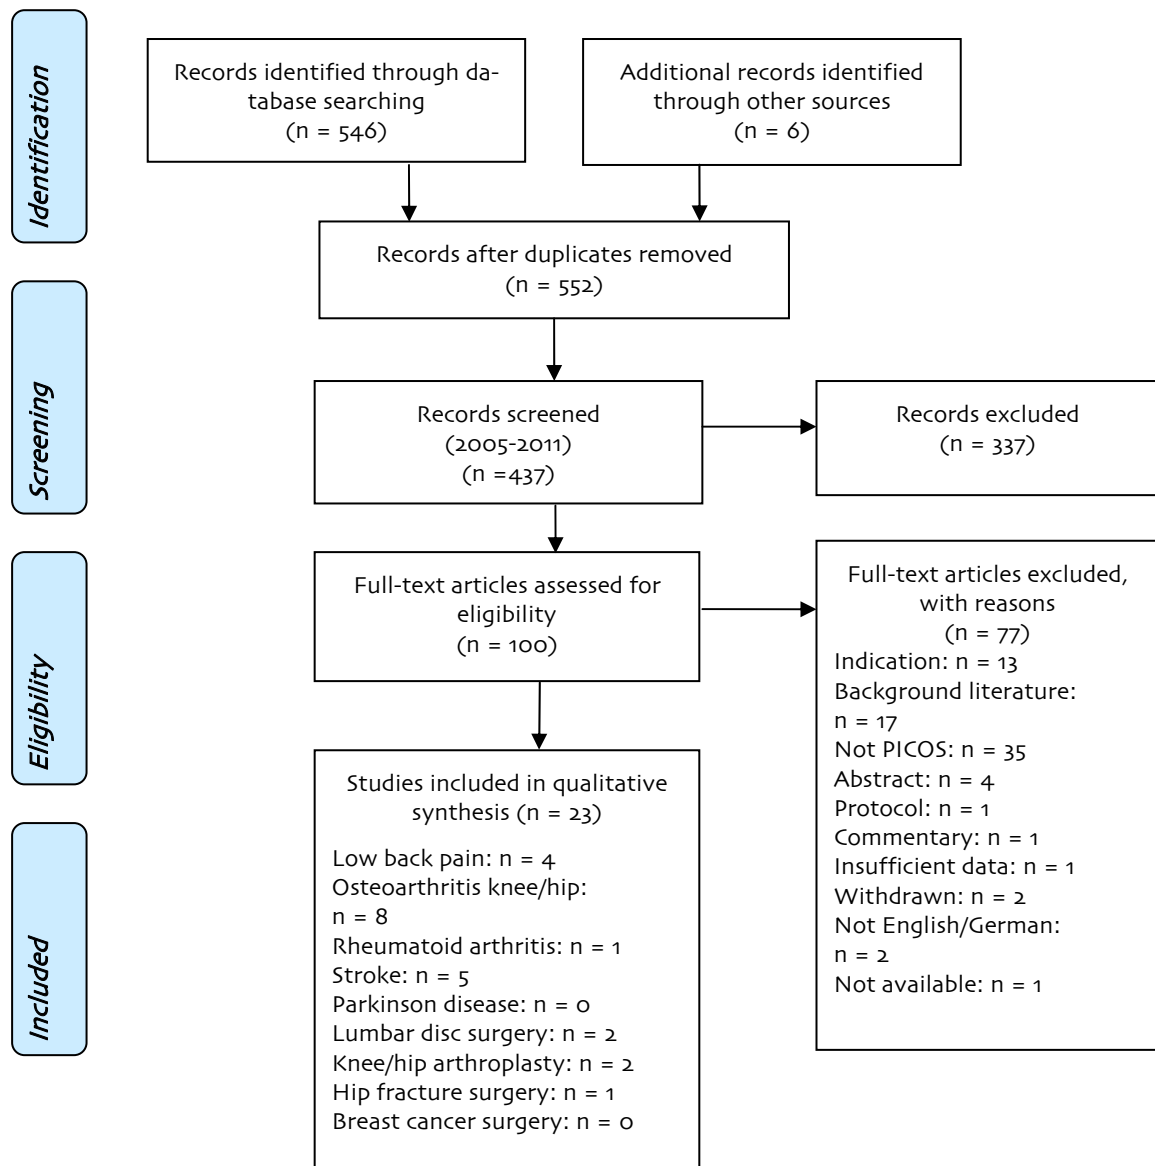 Identification
Records identified through da-
tabase searching
(n = 546)
Additional records identified
through other sources
(n = 6)
Records after duplicates removed
(n = 552)
Screening
Records screened
(2005-2011)
(n =437)
Records excluded
(n = 337)
Eligibility
Full-text articles assessed for
eligibility
(n = 100)
Full-text articles excluded,
with reasons
(n = 77)
Indication: n = 13
Background literature:
n = 17
Not PICOS: n = 35
Abstract: n = 4
Protocol: n = 1
Commentary: n = 1
Insufficient data: n = 1
Withdrawn: n = 2
Not English/German:
n = 2
Not available: n = 1
Included
Studies included in qualitative
synthesis (n = 23)
Low back pain: n = 4
Osteoarthritis knee/hip:
n = 8
Rheumatoid arthritis: n = 1
Stroke: n = 5
Parkinson disease: n = 0
Lumbar disc surgery: n = 2
Knee/hip arthroplasty: n = 2
Hip fracture surgery: n = 1
Breast cancer surgery: n = 0